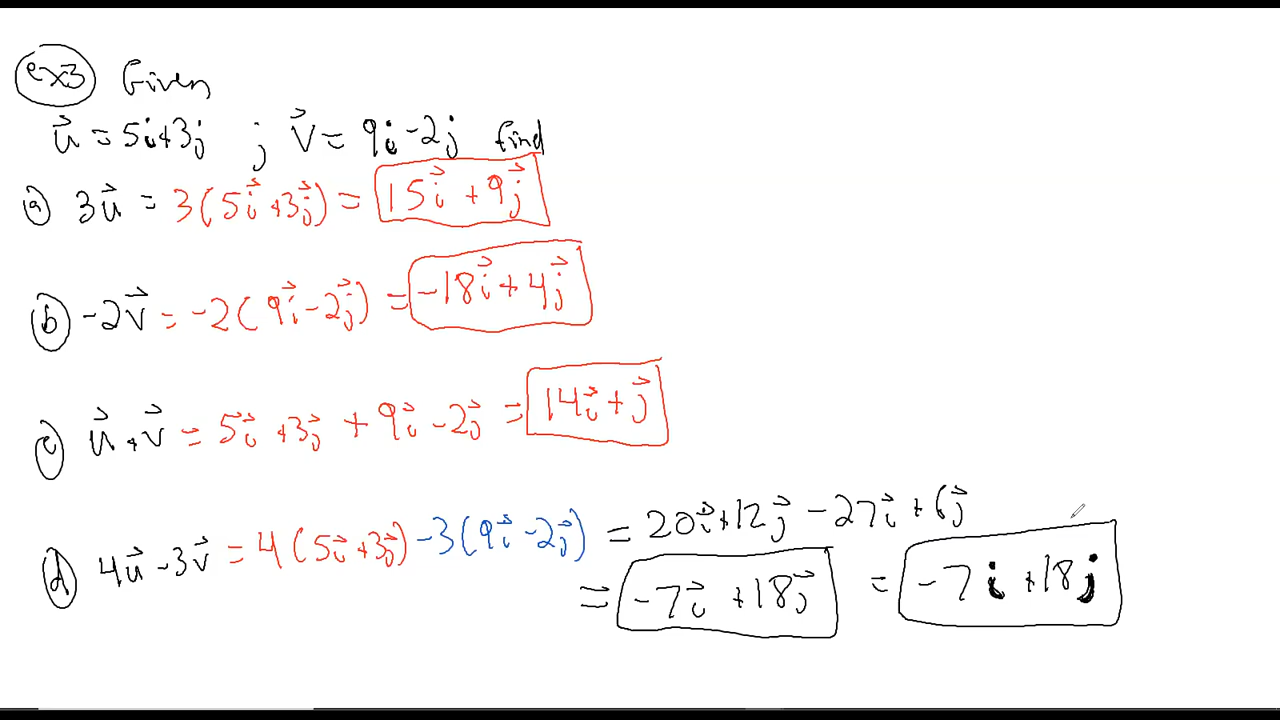 ex3 Given
u⃗ = 5i+3j ; v⃗ = 9i-2j find
a) 3u⃗ = 3(5i⃗+3j⃗) = 15i⃗+9j⃗
b) -2v⃗ = -2(9i⃗-2j⃗) = -18i⃗+4j⃗
c) u⃗+v⃗ = 5i⃗+3j⃗ + 9i⃗-2j⃗ = 14i⃗+j⃗
d) 4u⃗-3v⃗ = 4(5i⃗+3j⃗) -3(9i⃗-2j⃗) = 20i⃗+12j⃗ -27i⃗+6j⃗
= -7i⃗+18j⃗ = -7i+18j